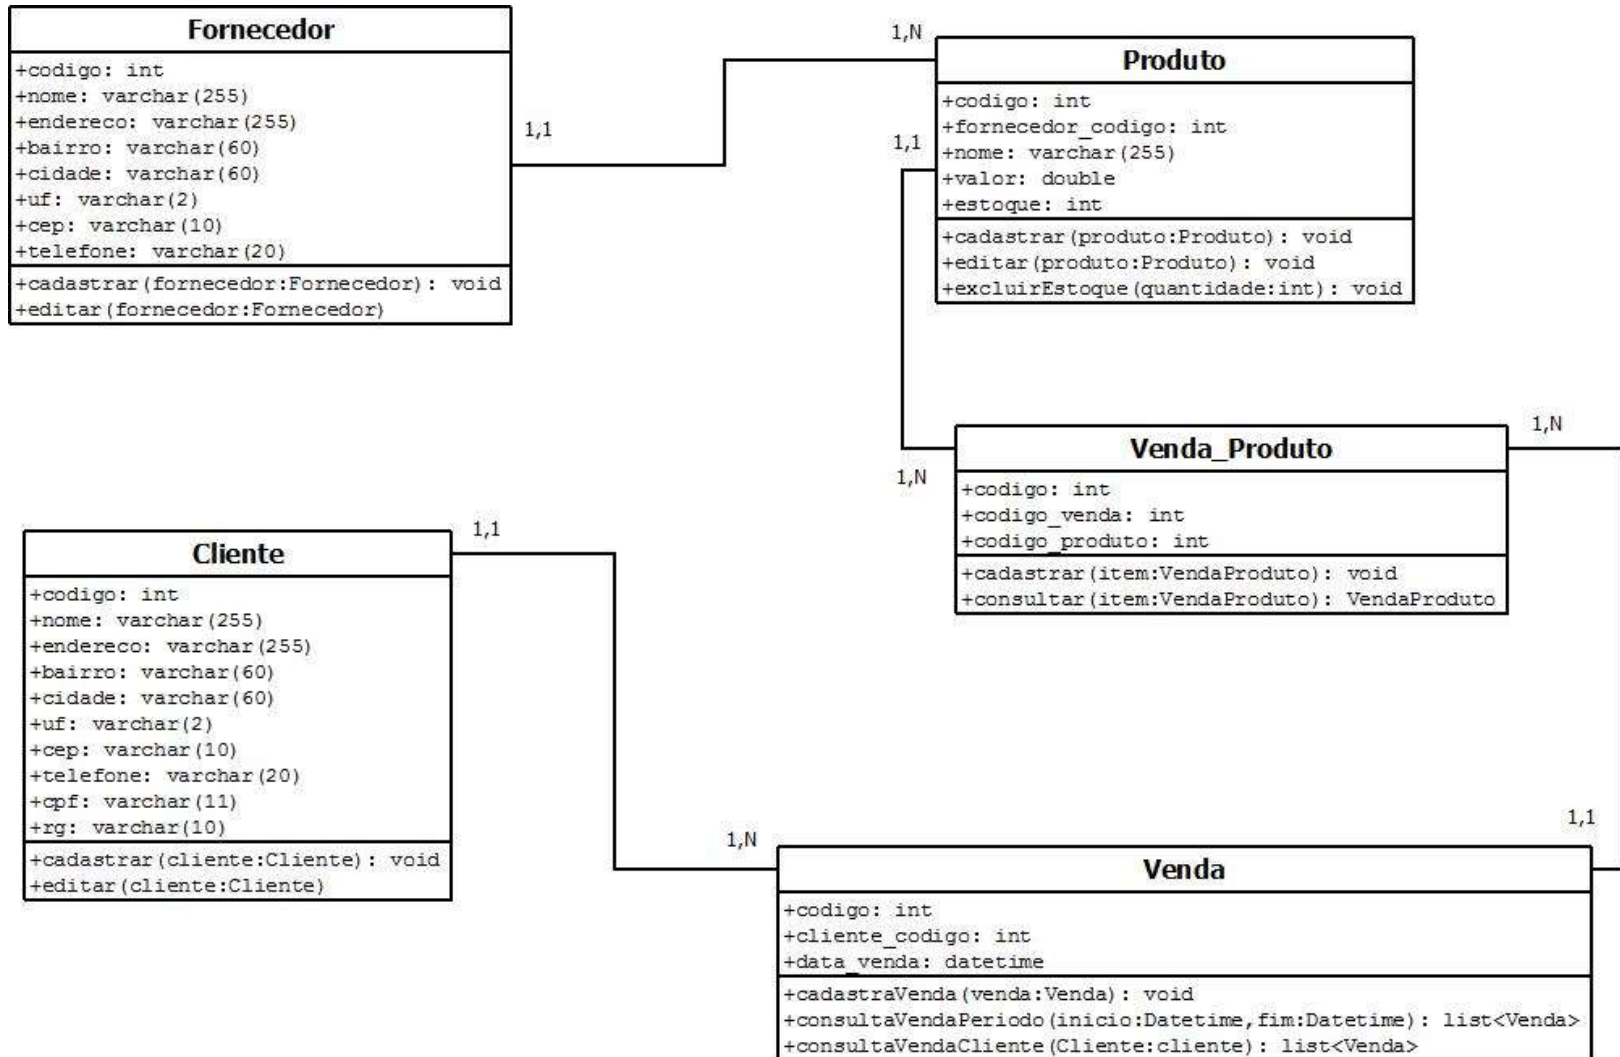 Fornecedor
+codigo: int
+nome: varchar(255)
+endereco: varchar(255)
+bairro: varchar(60)
+cidade: varchar(60)
+uf: varchar(2)
+cep: varchar(10)
+telefone: varchar(20)
+cadastrar(fornecedor:Fornecedor): void
+editar(fornecedor:Fornecedor)
1,1
1,N
Produto
+codigo: int
+fornecedor_codigo: int
+nome: varchar(255)
+valor: double
+estoque: int
+cadastrar(produto:Produto): void
+editar(produto:Produto): void
+excluirEstoque(quantidade:int): void
1,1
1,N
Venda_Produto
+codigo: int
+codigo_venda: int
+codigo_produto: int
+cadastrar(item:VendaProduto): void
+consultar(item:VendaProduto): VendaProduto
1,N
Cliente
+codigo: int
+nome: varchar(255)
+endereco: varchar(255)
+bairro: varchar(60)
+cidade: varchar(60)
+uf: varchar(2)
+cep: varchar(10)
+telefone: varchar(20)
+cpf: varchar(11)
+rg: varchar(10)
+cadastrar(cliente:Cliente): void
+editar(cliente:Cliente)
1,1
1,N
1,1
Venda
+codigo: int
+cliente_codigo: int
+data_venda: datetime
+cadastraVenda(venda:Venda): void
+consultaVendaPeriodo(inicio:Datetime,fim:Datetime): list<Venda>
+consultaVendaCliente(Cliente:cliente): list<Venda>